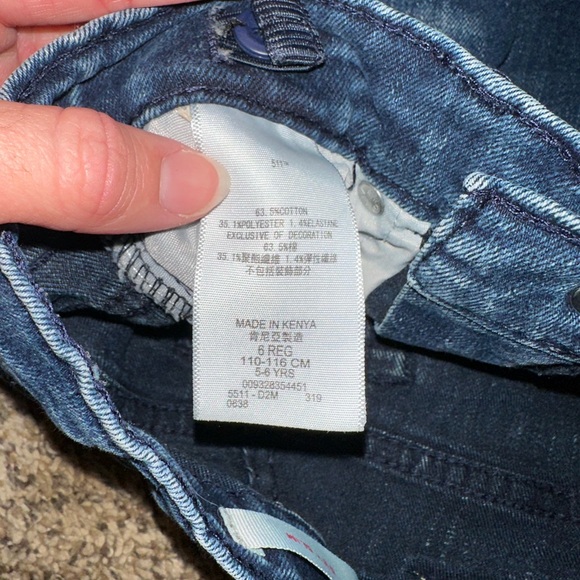 511™
63.5%COTTON
35.1%POLYESTER 1.4%ELASTANE
EXCLUSIVE OF DECORATION
63.5%棉
35.1%聚酯纖維 1.4%彈性纖維
不包括裝飾部分
MADE IN KENYA
肯尼亞製造
6 REG
110-116 CM
5-6 YRS
009328354451
5511 - D2M 319
0638